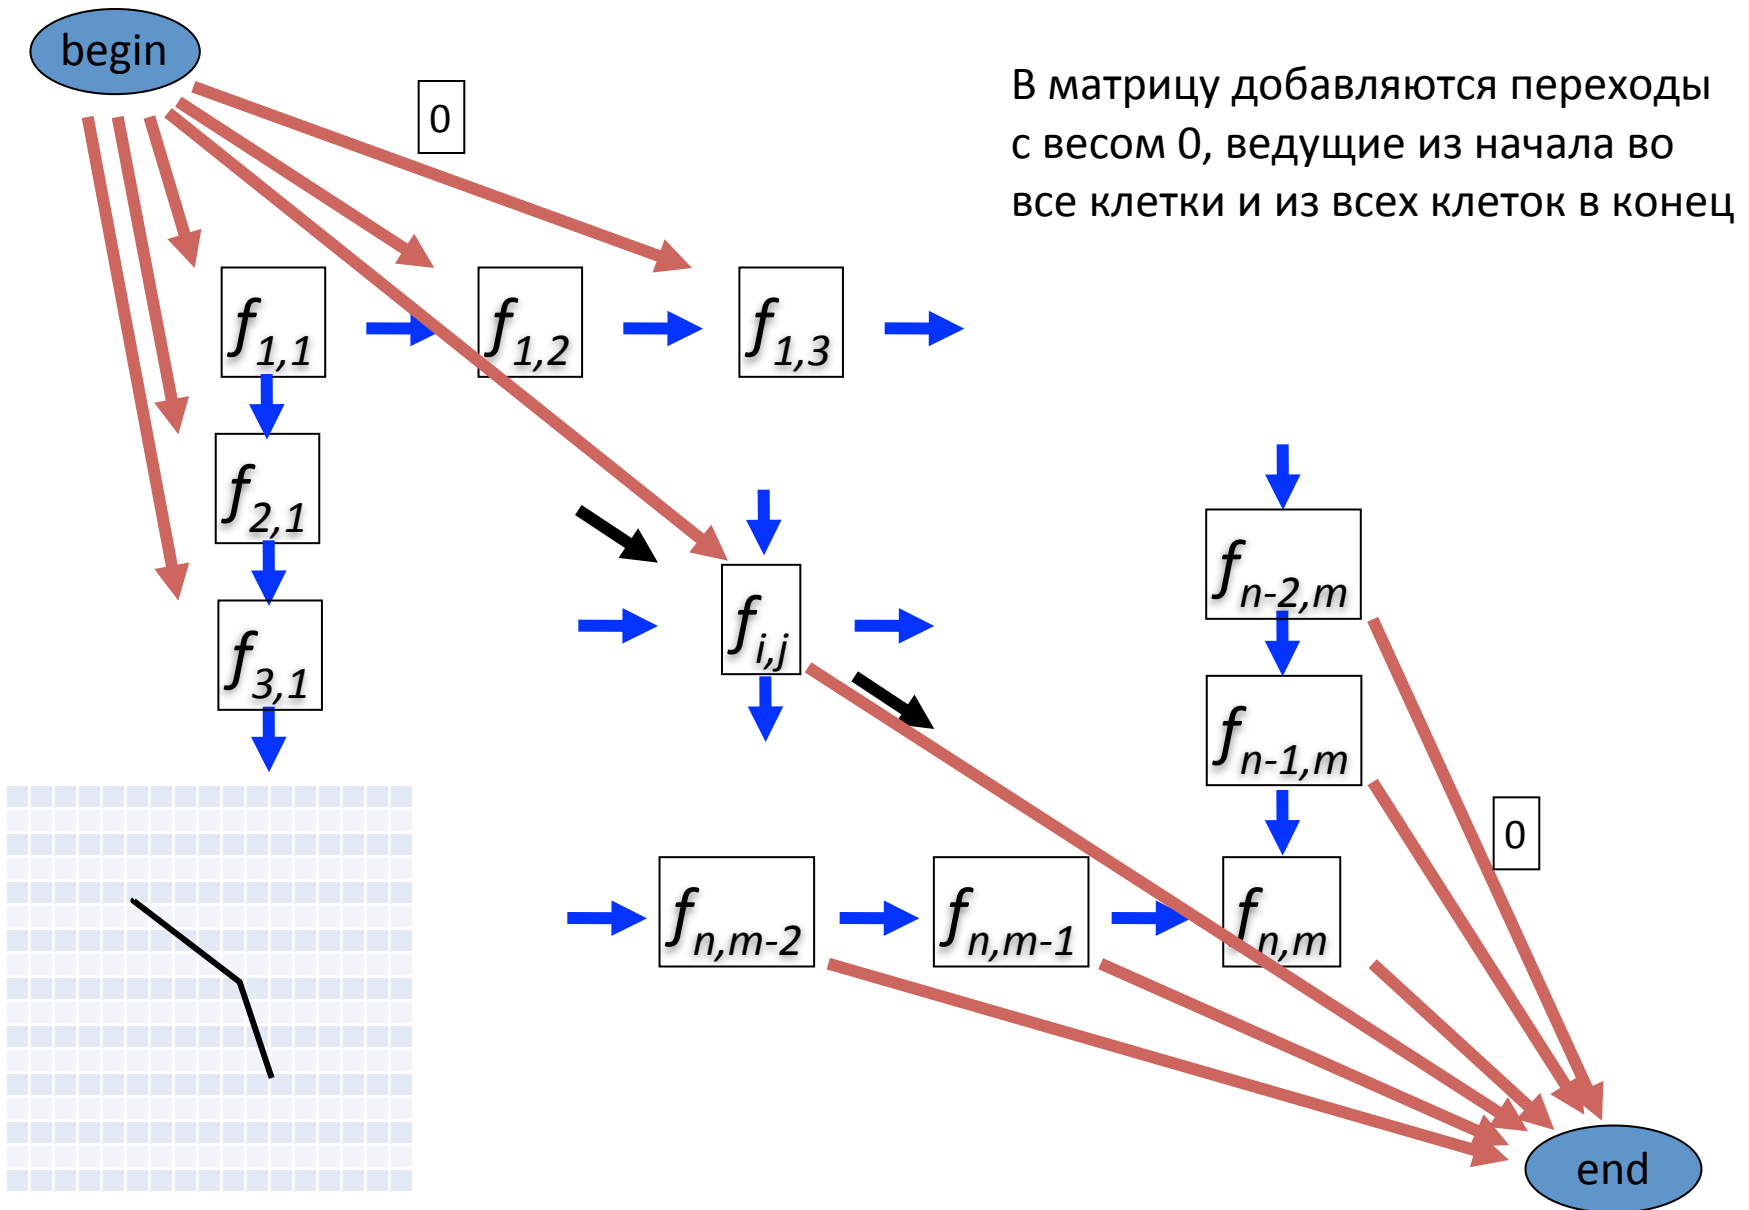 begin
0
В матрицу добавляются переходы
с весом 0, ведущие из начала во
все клетки и из всех клеток в конец
f1,1
f1,2
f1,3
f2,1
fn-2,m
fi,j
f3,1
fn-1,m
0
fn,m-2
fn,m-1
fn,m
end